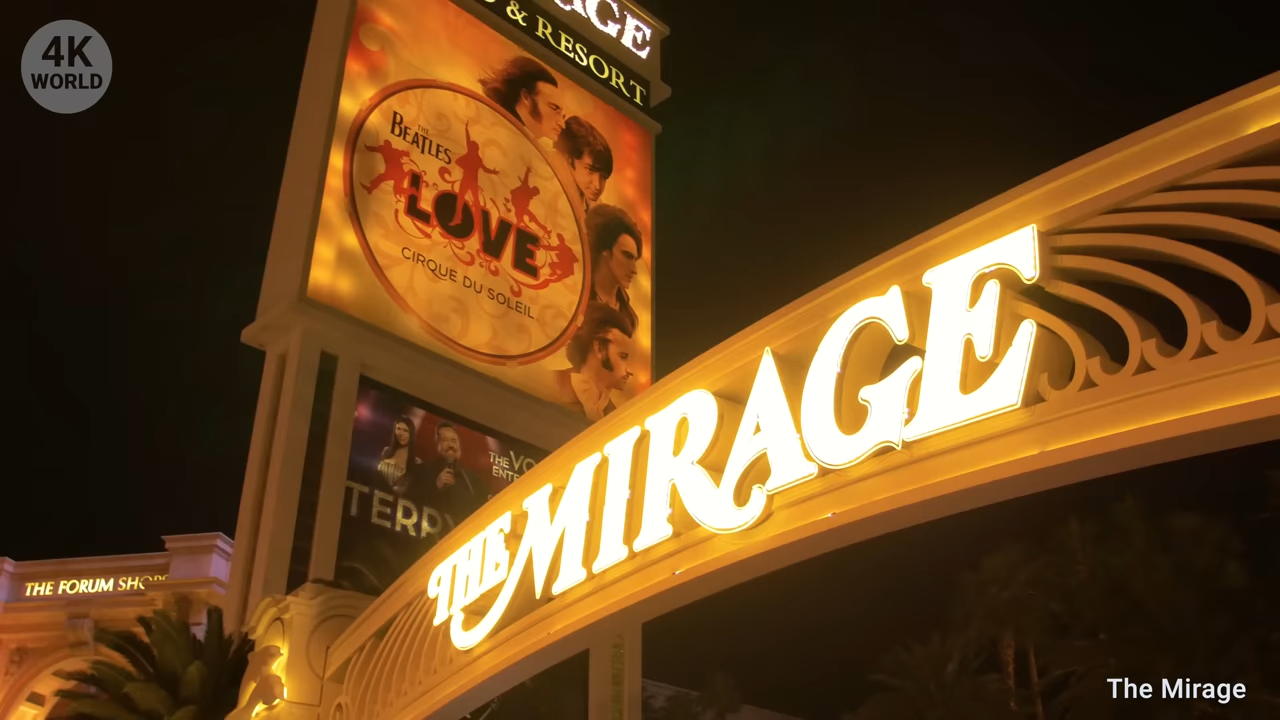 4K
WORLD
& RESORT
THE
BEATLES
LOVE
CIRQUE DU SOLEIL
THE MIRAGE
TERRY
THE FORUM SHOPS
The Mirage